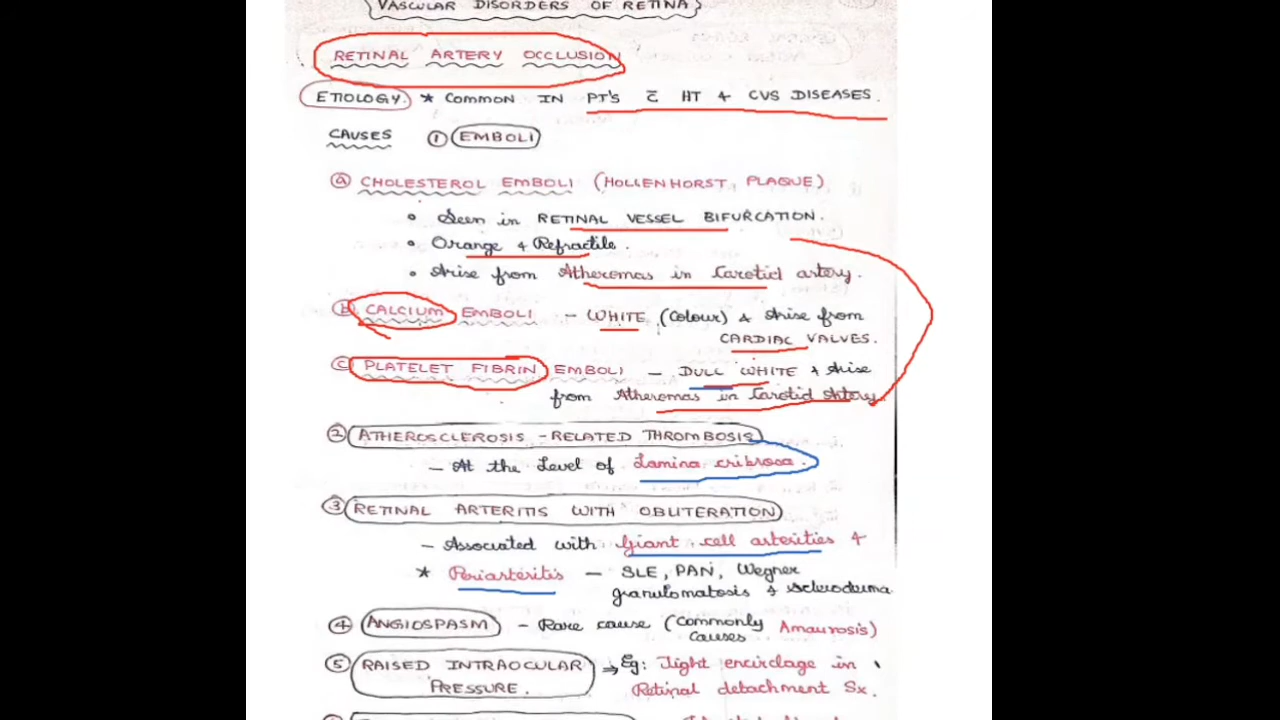 VASCULAR DISORDERS OF RETINA
RETINAL ARTERY OCCLUSION
ETIOLOGY. * COMMON IN PT'S c̄ HT & CVS DISEASES.
CAUSES ① EMBOLI
ⓐ CHOLESTEROL EMBOLI (HOLLENHORST PLAQUE)
• Seen in RETINAL VESSEL BIFURCATION.
• Orange & Refractile.
• Arise from Atheromas in Carotid artery.
ⓑ CALCIUM EMBOLI - WHITE (Colour) & Arise from
CARDIAL VALVES.
ⓒ PLATELET FIBRIN EMBOLI - DULL WHITE & Arise
from Atheromas in Carotid Artery.
② ATHEROSCLEROSIS - RELATED THROMBOSIS
- At the Level of Lamina cribrosa.
③ RETINAL ARTERITIS WITH OBLITERATION
- Associated with Giant cell arterities &
* Periarteritis - SLE, PAN, Wegner
granulomatosis & Scleroderma.
④ ANGIOSPASM - Rare cause (Commonly Amaurosis)
causes
⑤ RAISED INTRAOCULAR ⇒ Eg: Tight encirclage in
PRESSURE. Retinal detachment Sx.